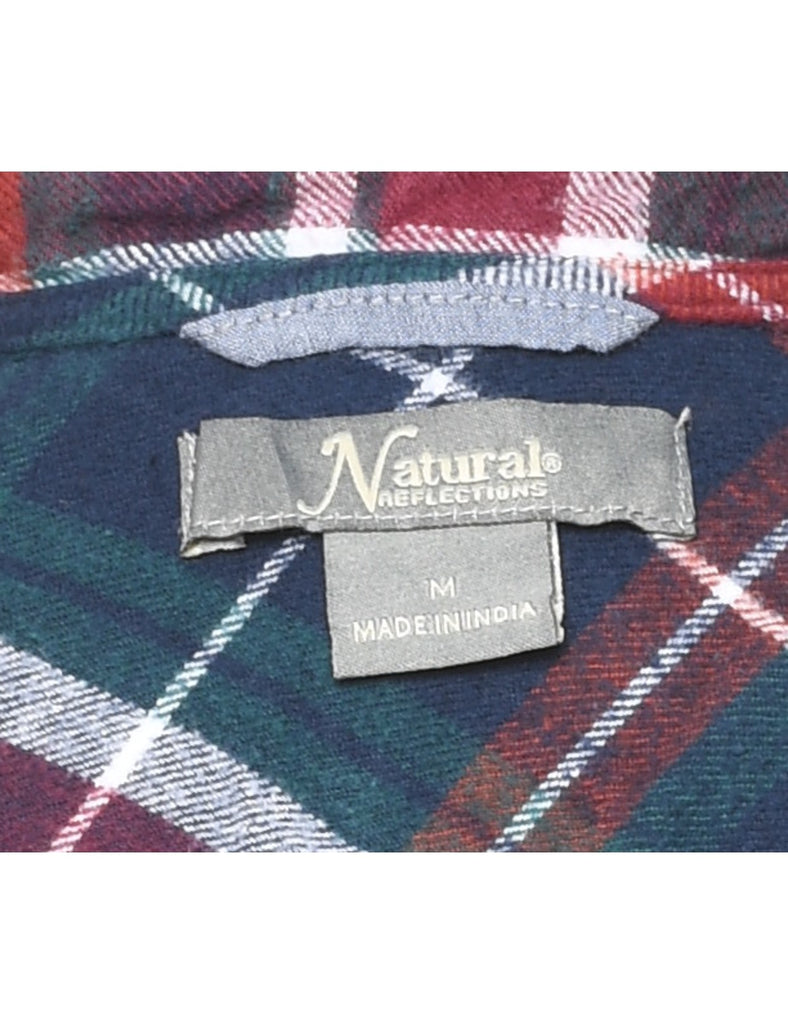 Natural®
REFLECTIONS
M
MADE IN INDIA